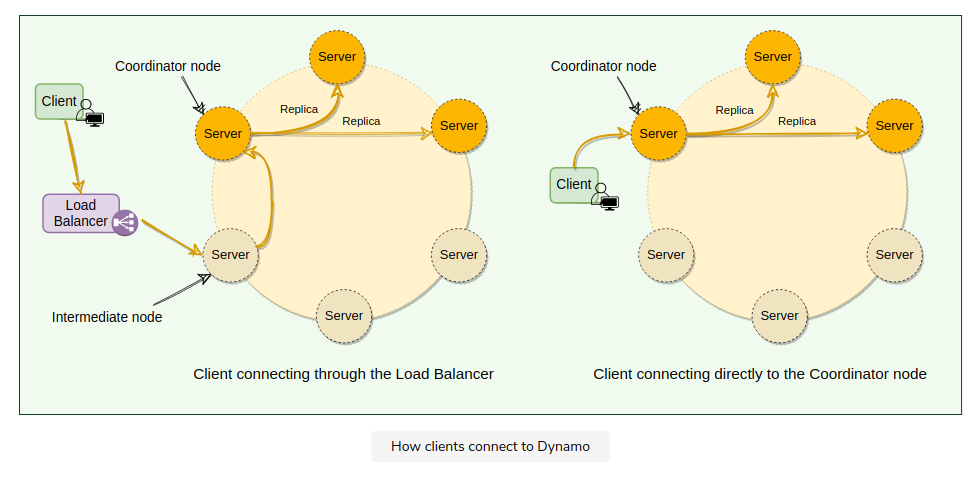 Coordinator node
Client
Server
Server
Replica
Replica
Server
Load
Balancer
Server
Server
Server
Intermediate node
Client connecting through the Load Balancer
Coordinator node
Server
Server
Replica
Replica
Server
Client
Server
Server
Server
Client connecting directly to the Coordinator node
How clients connect to Dynamo